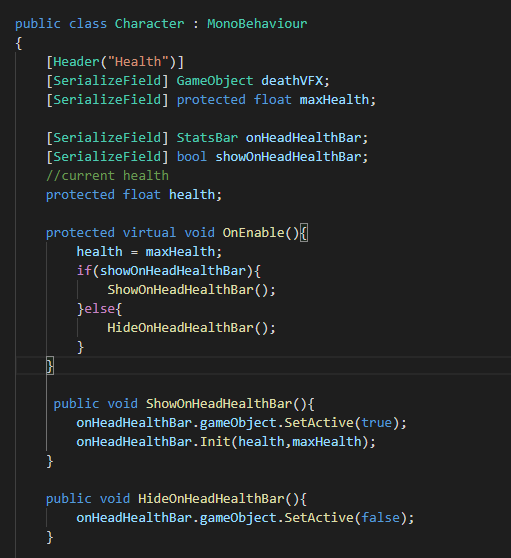 public class Character : MonoBehaviour
{
    [Header("Health")]
    [SerializeField] GameObject deathVFX;
    [SerializeField] protected float maxHealth;

    [SerializeField] StatsBar onHeadHealthBar;
    [SerializeField] bool showOnHeadHealthBar;
    //current health
    protected float health;

    protected virtual void OnEnable(){
        health = maxHealth;
        if(showOnHeadHealthBar){
            ShowOnHeadHealthBar();
        }else{
            HideOnHeadHealthBar();
        }
    }

     public void ShowOnHeadHealthBar(){
        onHeadHealthBar.gameObject.SetActive(true);
        onHeadHealthBar.Init(health,maxHealth);
    }

    public void HideOnHeadHealthBar(){
        onHeadHealthBar.gameObject.SetActive(false);
    }